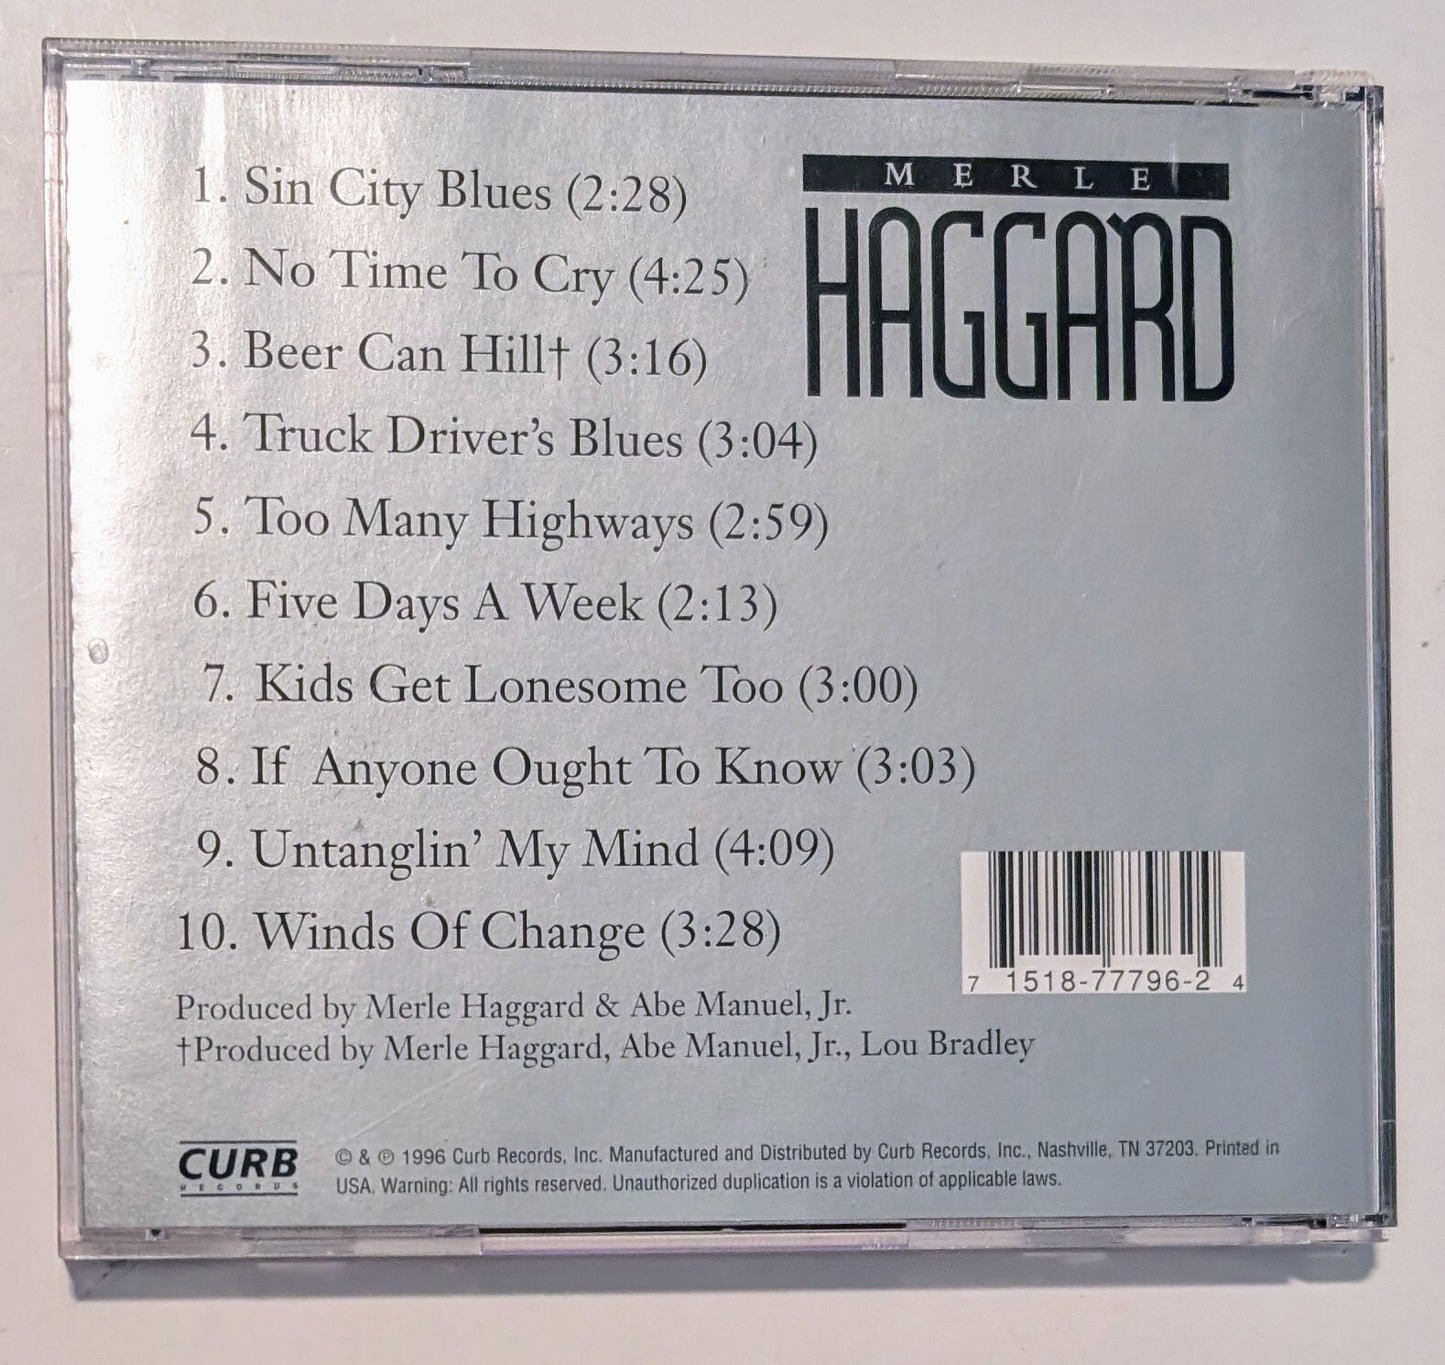 MERLE
HAGGARD
1. Sin City Blues (2:28)
2. No Time To Cry (4:25)
3. Beer Can Hill† (3:16)
4. Truck Driver's Blues (3:04)
5. Too Many Highways (2:59)
6. Five Days A Week (2:13)
7. Kids Get Lonesome Too (3:00)
8. If Anyone Ought To Know (3:03)
9. Untanglin' My Mind (4:09)
10. Winds Of Change (3:28)
7 1518-77796-2 4
Produced by Merle Haggard & Abe Manuel, Jr.
†Produced by Merle Haggard, Abe Manuel, Jr., Lou Bradley
CURB
RECORDS
© & ℗ 1996 Curb Records, Inc. Manufactured and Distributed by Curb Records, Inc., Nashville, TN 37203. Printed in
USA. Warning: All rights reserved. Unauthorized duplication is a violation of applicable laws.